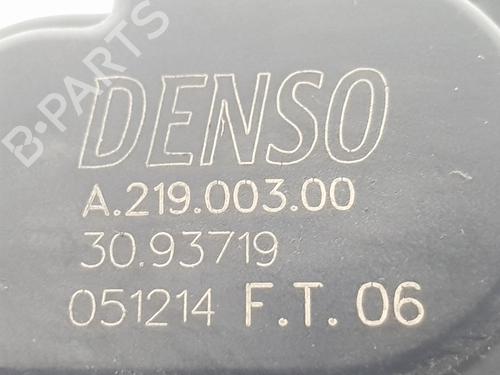 B-PARTS
DENSO
A.219.003.00
30.93719
051214 F.T. 06